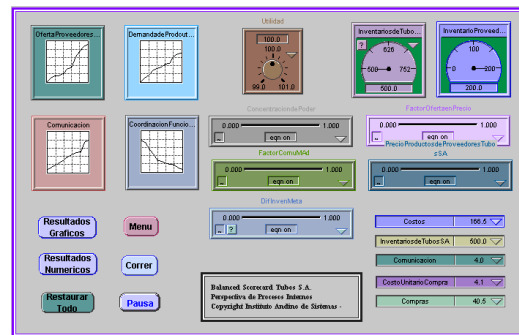 OfertaProveedores...
DemandadeProduct...
Utilidad
100.0
100.0
99.0 101.0
InventariosdeTubos...
?
626
500 752
500.0
InventarioProveed...
100
0 200
200.0
Comunicacion
CoordinacionFuncio...
ConcentraciondePoder
0.000 1.000
eqn on
FactorOfertaenPrecio
0.000 1.000
eqn on
FactorComuMAd
0.000 1.000
eqn on
PrecioProductosdeProveedoresTubo
sSA
0.000 1.000
eqn on
DifInvenMeta
0.000 1.000
? eqn on
Resultados
Graficos
Menu
Resultados
Numericos
Correr
Restaurar
Todo
Pausa
Balanced Scorecard Tubos S.A.
Perspectiva de Procesos Internos
Copyright Instituto Andino de Sistemas -
Costos 166.5
InventariosdeTubosSA 500.0
Comunicacion 4.0
CostoUnitarioCompra 4.1
Compras 40.5